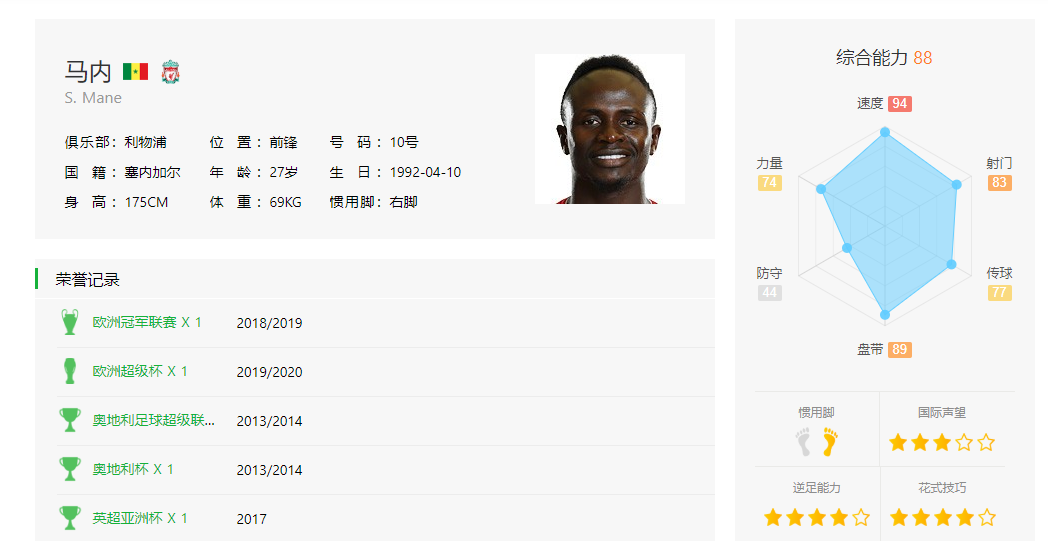 马内
S. Mane
俱乐部：利物浦 位 置：前锋 号 码：10号
国 籍：塞内加尔 年 龄：27岁 生 日：1992-04-10
身 高：175CM 体 重：69KG 惯用脚：右脚
荣誉记录
欧洲冠军联赛 X 1 2018/2019
欧洲超级杯 X 1 2019/2020
奥地利足球超级联... 2013/2014
奥地利杯 X 1 2013/2014
英超亚洲杯 X 1 2017
综合能力 88
速度 94
力量 74
射门 83
防守 44
传球 77
盘带 89
惯用脚 国际声望
逆足能力 花式技巧